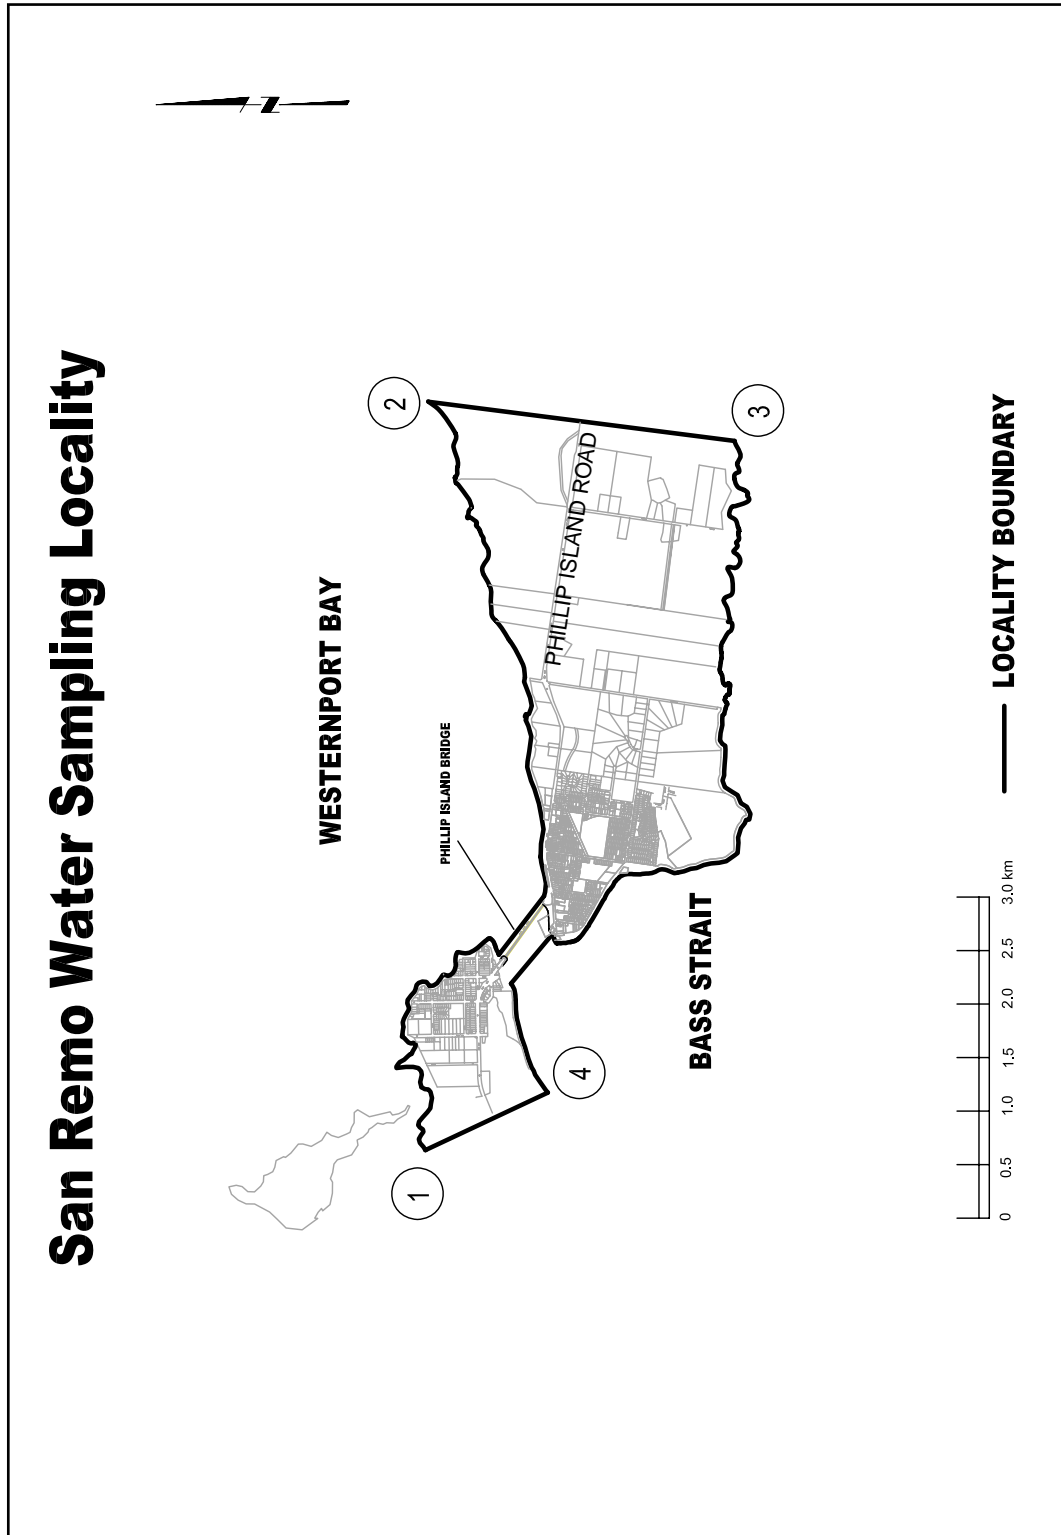 San Remo Water Sampling Locality
N
WESTERNPORT BAY
PHILLIP ISLAND BRIDGE
1
2
PHILLIP ISLAND ROAD
3
4
BASS STRAIT
0 0.5 1.0 1.5 2.0 2.5 3.0 km
LOCALITY BOUNDARY